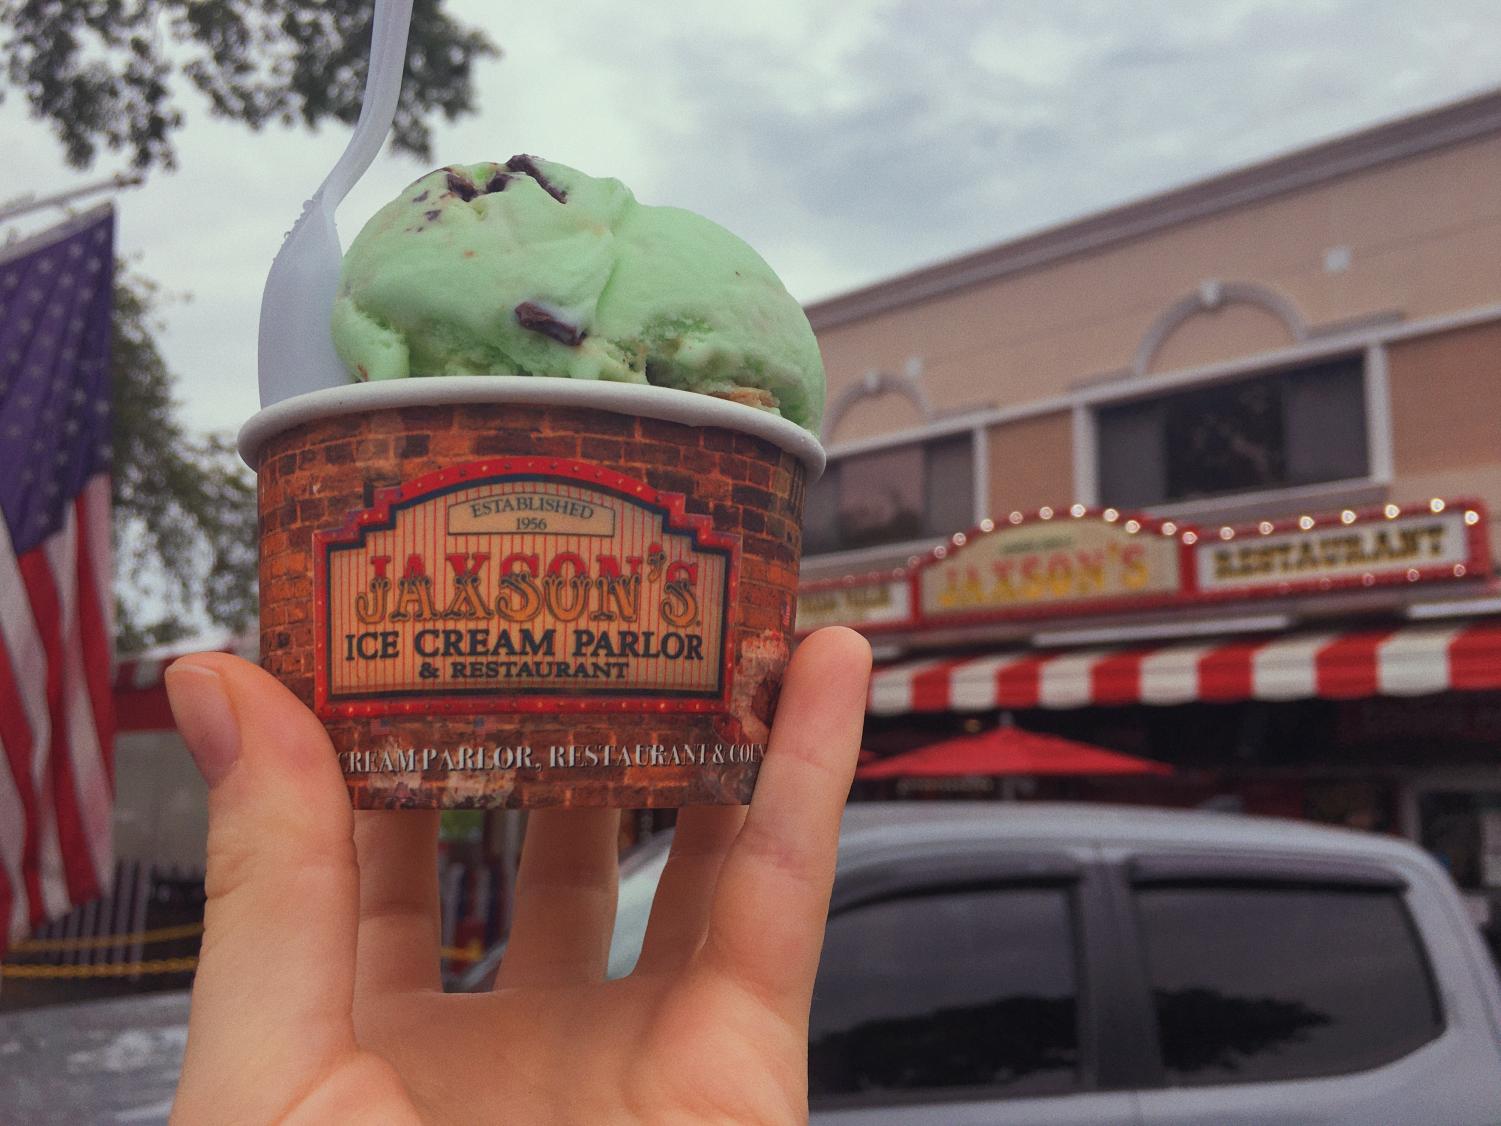 ESTABLISHED
1956
JAXSON'S
ICE CREAM PARLOR
& RESTAURANT
CREAM PARLOR, RESTAURANT & COUN
JAXSON'S
RESTAURANT